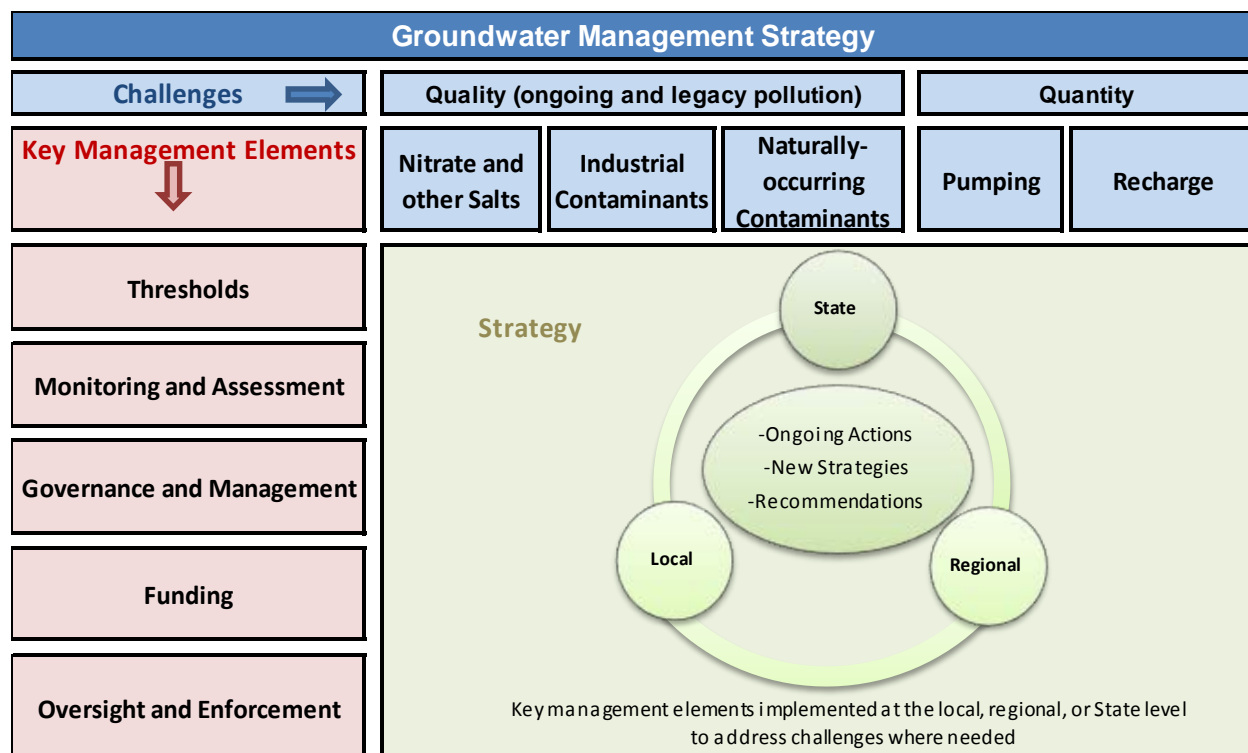 Groundwater Management Strategy
Challenges
Quality (ongoing and legacy pollution)
Quantity
Key Management Elements
Nitrate and
other Salts
Industrial
Contaminants
Naturally-
occurring
Contaminants
Pumping
Recharge
Thresholds
Monitoring and Assessment
Governance and Management
Funding
Oversight and Enforcement
Strategy
State
-Ongoing Actions
-New Strategies
-Recommendations
Local
Regional
Key management elements implemented at the local, regional, or State level
to address challenges where needed